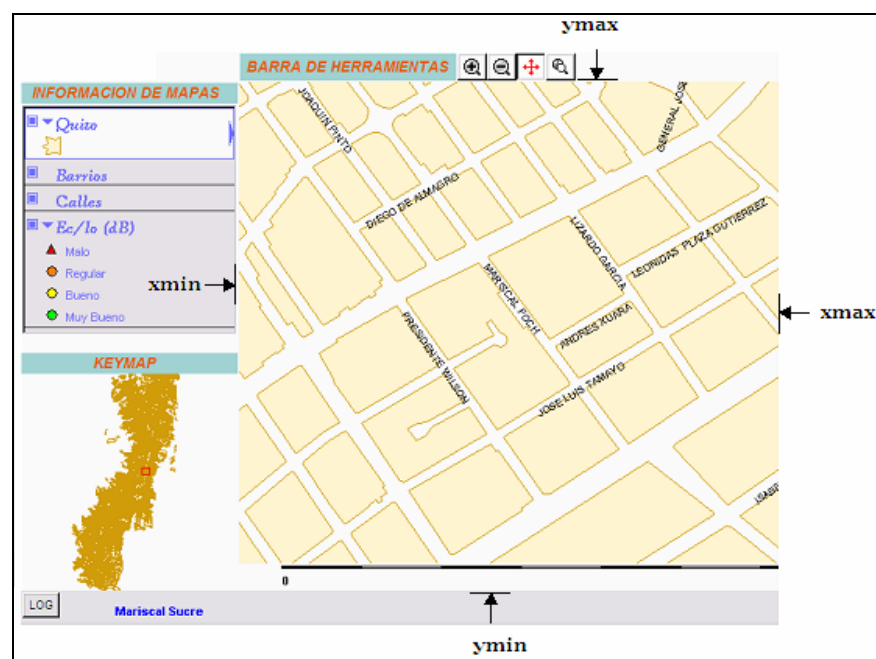 ymax
BARRA DE HERRAMIENTAS
INFORMACION DE MAPAS
Quito
Barrios
Calles
Ec/Io (dB)
Malo
Regular
Bueno
Muy Bueno
xmin
xmax
JOAQUIN PINTO
DIEGO DE ALMAGRO
GENERAL JOSE
LIZARDO GARCIA
LEONIDAS PLAZA GUTIERREZ
MARISCAL FOCH
ANDRES XUARA
PRESIDENTE WILSON
JOSE LUIS TAMAYO
KEYMAP
0
LOG
Mariscal Sucre
ymin